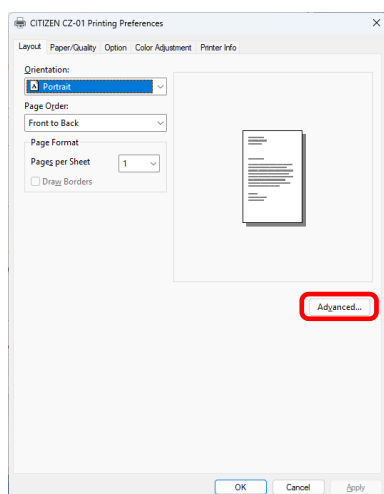 CITIZEN CZ-01 Printing Preferences
Layout Paper/Quality Option Color Adjustment Printer Info
Orientation:
Portrait
Page Order:
Front to Back
Page Format
Pages per Sheet 1
Draw Borders
Advanced...
OK Cancel Apply